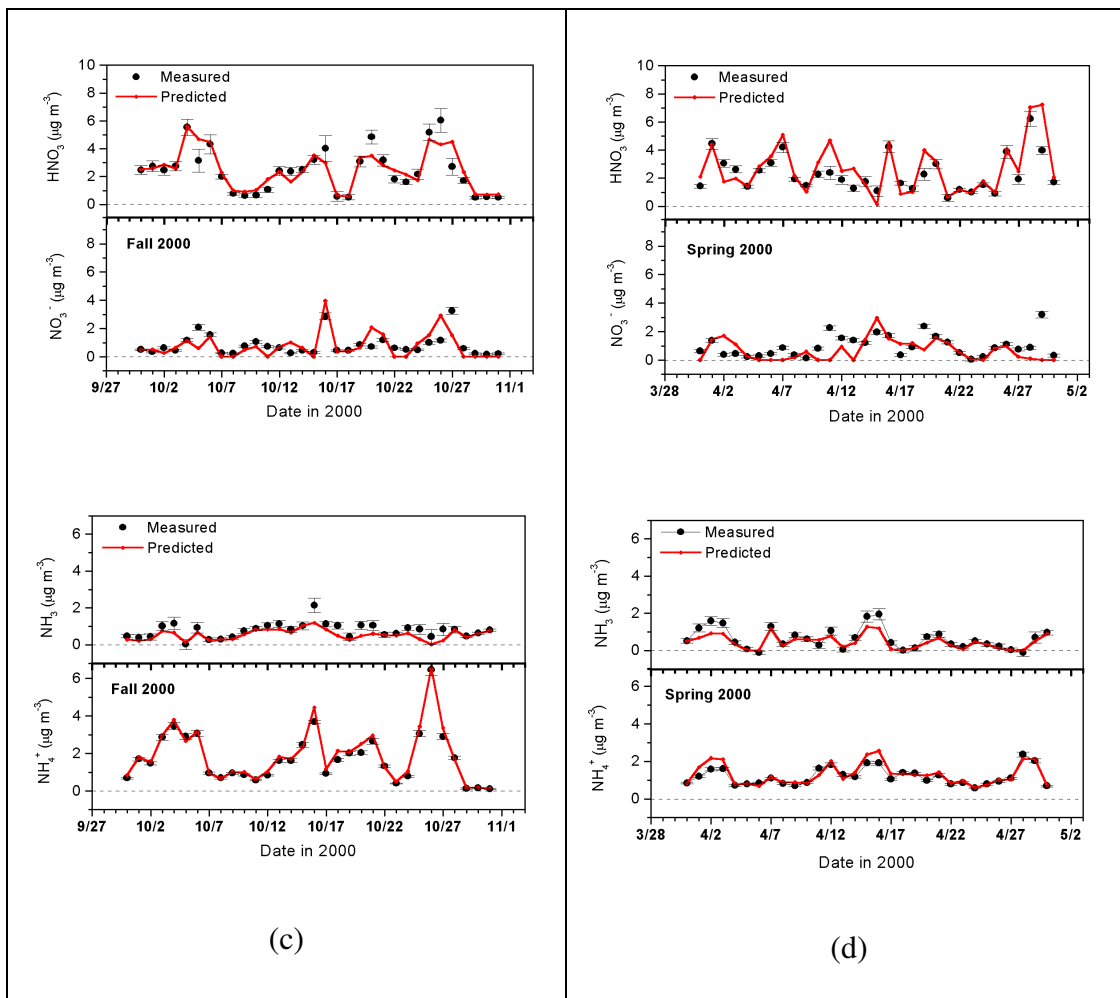 10
8
6
4
2
0
HNO3 (μg m-3)
Measured
Predicted
8
6
4
2
0
NO3- (μg m-3)
Fall 2000
9/27 10/2 10/7 10/12 10/17 10/22 10/27 11/1
Date in 2000
6
4
2
0
NH3 (μg m-3)
Measured
Predicted
6
4
2
0
NH4+ (μg m-3)
Fall 2000
9/27 10/2 10/7 10/12 10/17 10/22 10/27 11/1
Date in 2000
(c)
10
8
6
4
2
0
HNO3 (μg m-3)
Measured
Predicted
8
6
4
2
0
NO3- (μg m-3)
Spring 2000
3/28 4/2 4/7 4/12 4/17 4/22 4/27 5/2
Date in 2000
6
4
2
0
NH3 (μg m-3)
Measured
Predicted
6
4
2
0
NH4+ (μg m-3)
Spring 2000
3/28 4/2 4/7 4/12 4/17 4/22 4/27 5/2
Date in 2000
(d)